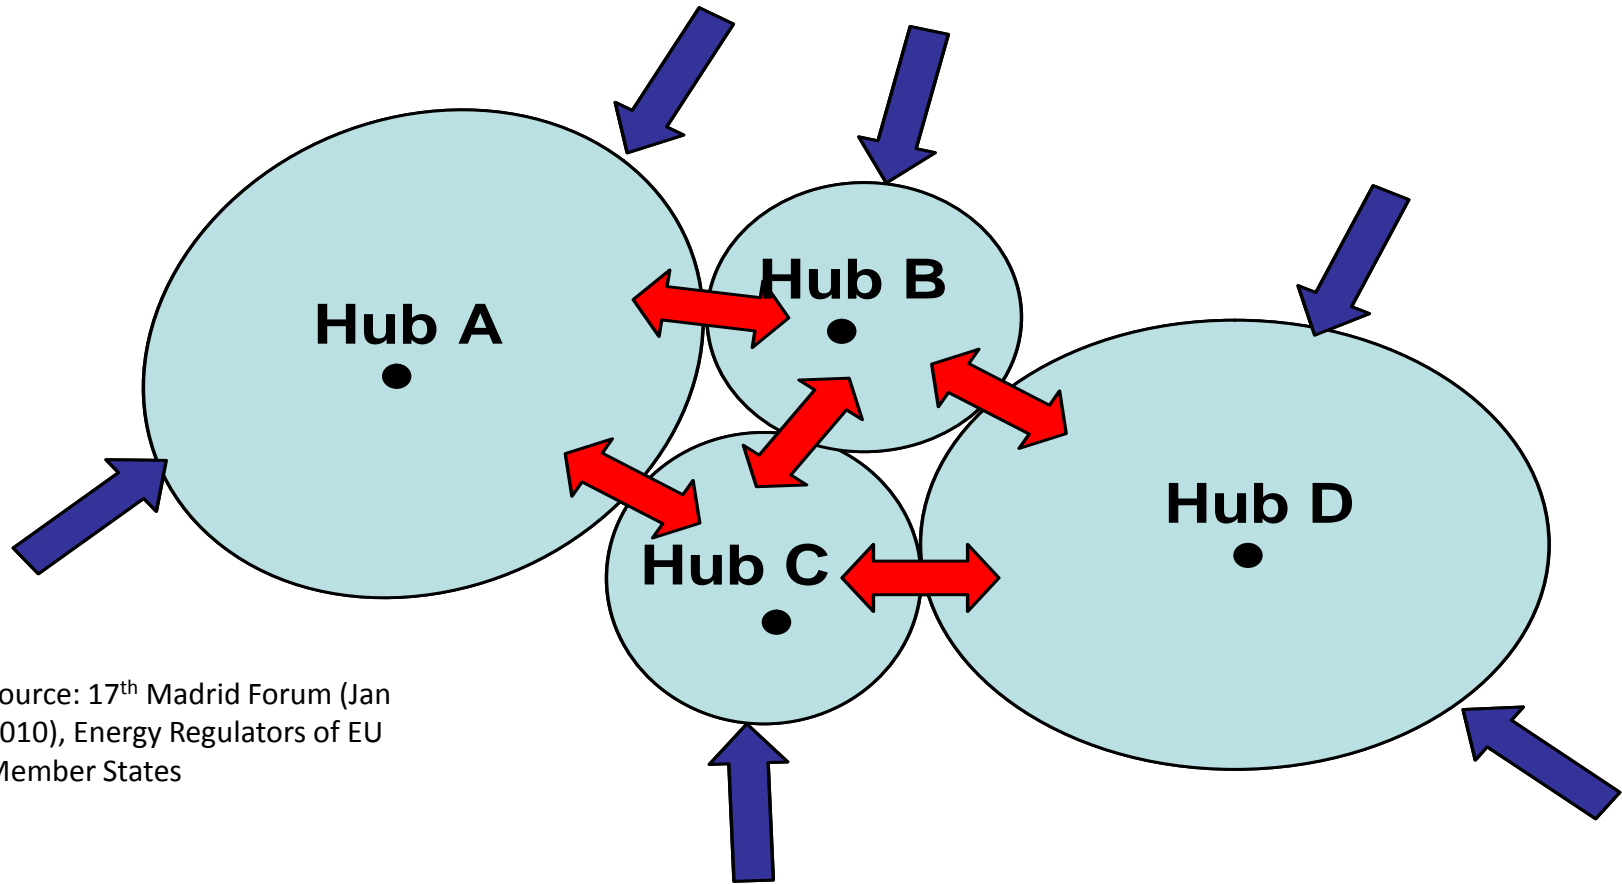 Hub B
Hub A
Hub D
Hub C
ource: 17th Madrid Forum (Jan
010), Energy Regulators of EU
Member States